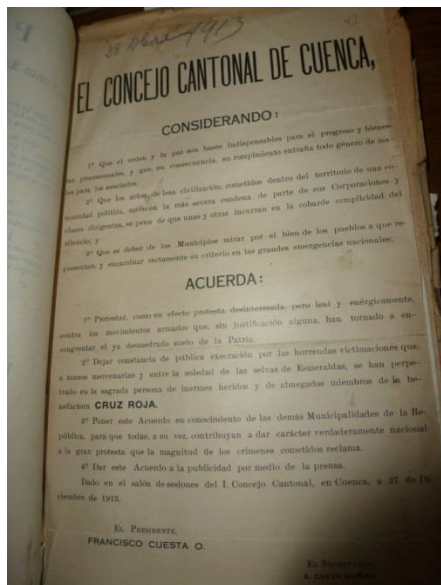 28 Dbre 1913
EL CONCEJO CANTONAL DE CUENCA,
CONSIDERANDO:
1º Que el orden y la paz son bases indispensables para el progreso y bienes-
tar procomunales, y que, en consecuencia, su rompimiento entraña todo género de ma-
les para los asociados;
2º Que los actos de lesa civilización, cometidos dentro del territorio de una co-
munidad política, merecen la más severa condena de parte de sus Corporaciones y
clases dirigentes, so pena de que unas y otras incurran en la cobarde complicidad del
silencio; y
3º Que es deber de los Municipios mirar por el bien de los pueblos a que re-
presentan, y encaminar rectamente su criterio en las grandes emergencias nacionales;
ACUERDA:
1º Protestar, como en efecto protesta, desinteresada, pero leal y enérgicamente,
contra los movimientos armados que, sin justificación alguna, han tornado a en-
sangrentar el ya desmedrado suelo de la Patria.
2º Dejar constancia de pública execración por las horrendas victimaciones que,
a manos mercenarias y entre la soledad de las selvas de Esmeraldas, se han perpe-
trado en la sagrada persona de inermes heridos y de abnegados miembros de la be-
nefactora CRUZ ROJA.
3º Poner este Acuerdo en conocimiento de las demás Municipalidades de la Re-
pública, para que todas, a su vez, contribuyan a dar carácter verdaderamente nacional
a la gran protesta que la magnitud de los crímenes cometidos reclama.
4º Dar este Acuerdo a la publicidad por medio de la prensa.
Dado en el salón de sesiones del I. Concejo Cantonal, en Cuenca, a 27 de Di-
ciembre de 1913.
EL PRESIDENTE,
FRANCISCO CUESTA O.
EL SECRETARIO,